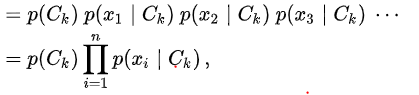 = p(C_k) p(x_1 | C_k) p(x_2 | C_k) p(x_3 | C_k) ⋯
= p(C_k) ∏_{i=1}^{n} p(x_i | C_k) ,